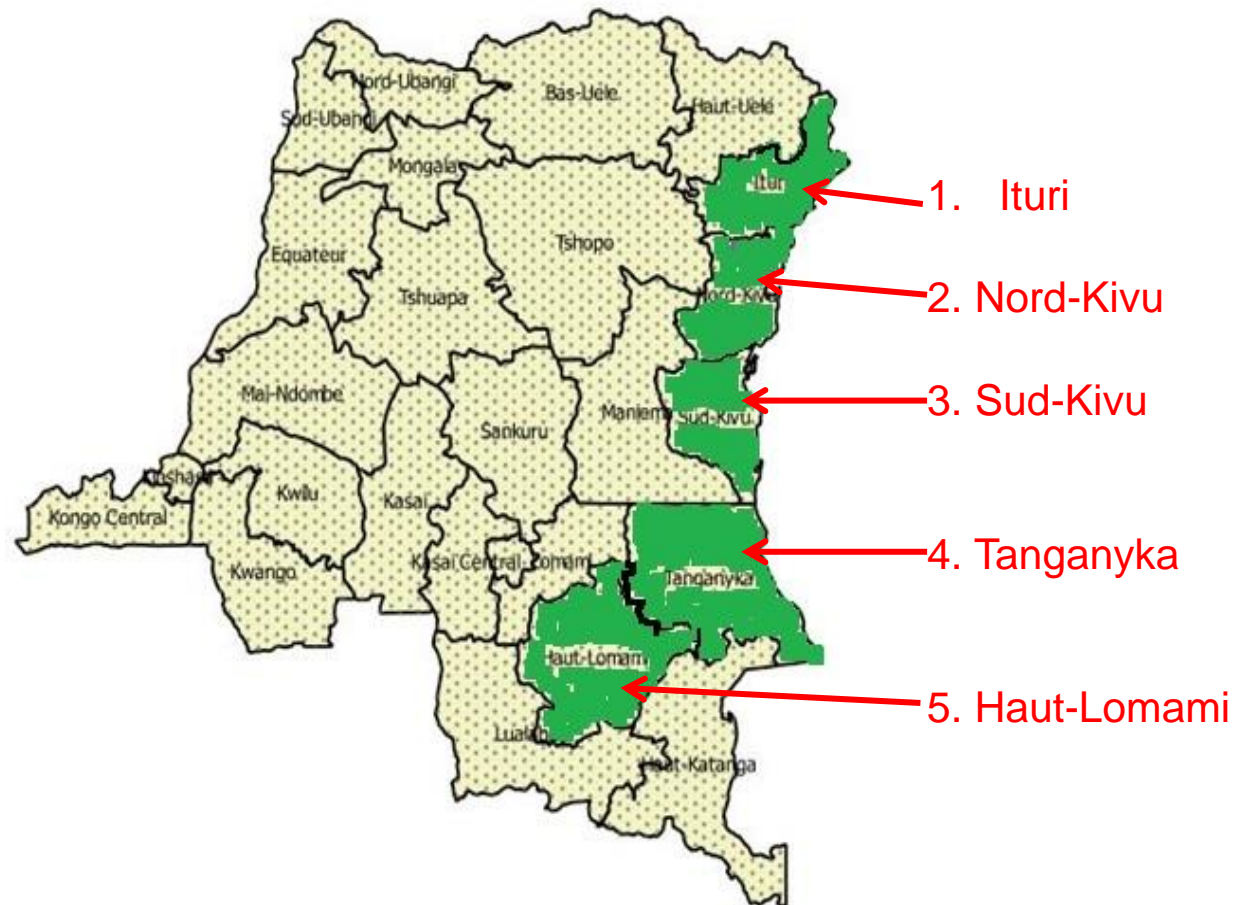 Nord-Ubangi
Bas-Uele
Haut-Uele
Sud-Ubangi
Mongala
Ituri
1. Ituri
Tshopo
Equateur
Tshuapa
Nord-Kivu
2. Nord-Kivu
Mai-Ndombe
Maniema
Sud-Kivu
3. Sud-Kivu
Sankuru
Kinshasa
Kwilu
Kasai
Kongo Central
Kwango
Kasai Central
Lomami
Tanganyka
4. Tanganyka
Haut-Lomami
5. Haut-Lomami
Lualaba
Haut-Katanga